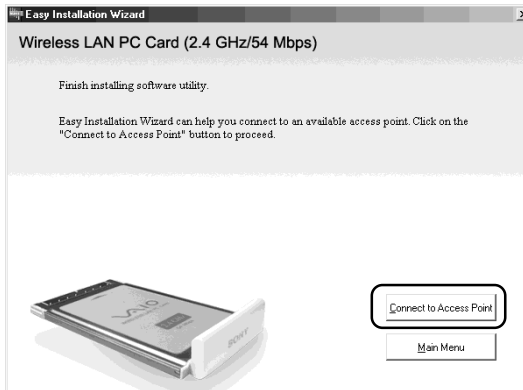 Easy Installation Wizard
Wireless LAN PC Card (2.4 GHz/54 Mbps)
Finish installing software utility.
Easy Installation Wizard can help you connect to an available access point. Click on the
"Connect to Access Point" button to proceed.
VAIO
SONY
Connect to Access Point
Main Menu